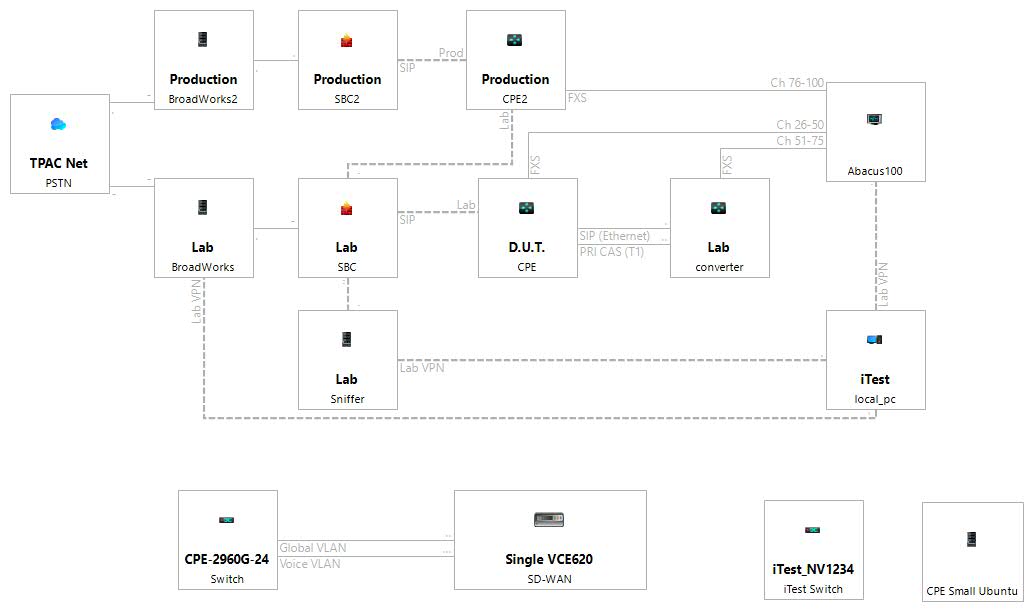 Production
BroadWorks2
Production
SBC2
Prod
SIP
Production
CPE2
FXS
Lab
Ch 76-100
Ch 26-50
Ch 51-75
Abacus100
TPAC Net
PSTN
Lab
BroadWorks
Lab
SBC
Lab
SIP
FXS
D.U.T.
CPE
SIP (Ethernet)
PRI CAS (T1)
FXS
Lab
converter
Lab VPN
Lab VPN
Lab
Sniffer
Lab VPN
iTest
local_pc
CPE-2960G-24
Switch
Global VLAN
Voice VLAN
Single VCE620
SD-WAN
iTest_NV1234
iTest Switch
CPE Small Ubuntu